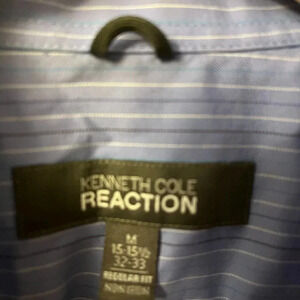 KENNETH COLE
REACTION
M
15-15½
32-33
REGULAR FIT
NON IRON